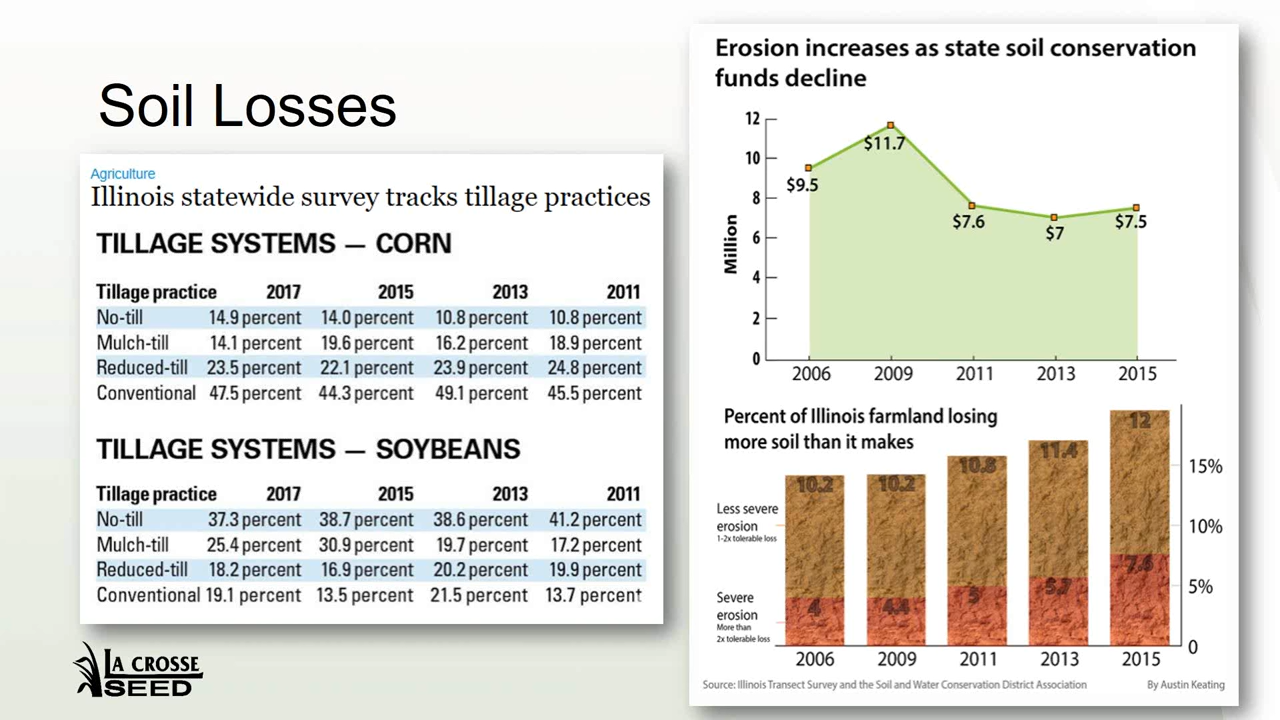 Soil Losses
Agriculture
Illinois statewide survey tracks tillage practices
TILLAGE SYSTEMS — CORN
Tillage practice 2017 2015 2013 2011
No-till 14.9 percent 14.0 percent 10.8 percent 10.8 percent
Mulch-till 14.1 percent 19.6 percent 16.2 percent 18.9 percent
Reduced-till 23.5 percent 22.1 percent 23.9 percent 24.8 percent
Conventional 47.5 percent 44.3 percent 49.1 percent 45.5 percent
TILLAGE SYSTEMS — SOYBEANS
Tillage practice 2017 2015 2013 2011
No-till 37.3 percent 38.7 percent 38.6 percent 41.2 percent
Mulch-till 25.4 percent 30.9 percent 19.7 percent 17.2 percent
Reduced-till 18.2 percent 16.9 percent 20.2 percent 19.9 percent
Conventional 19.1 percent 13.5 percent 21.5 percent 13.7 percent
LA CROSSE
SEED
Erosion increases as state soil conservation
funds decline
Million
12
10
8
6
4
2
0
$9.5
$11.7
$7.6
$7
$7.5
2006 2009 2011 2013 2015
Percent of Illinois farmland losing
more soil than it makes
Less severe
erosion
1-2x tolerable loss
Severe
erosion
More than
2x tolerable loss
10.2 10.2 10.8 11.4 12
4 4.4 5 5.7
15%
10%
5%
0
2006 2009 2011 2013 2015
Source: Illinois Transect Survey and the Soil and Water Conservation District Association
By Austin Keating